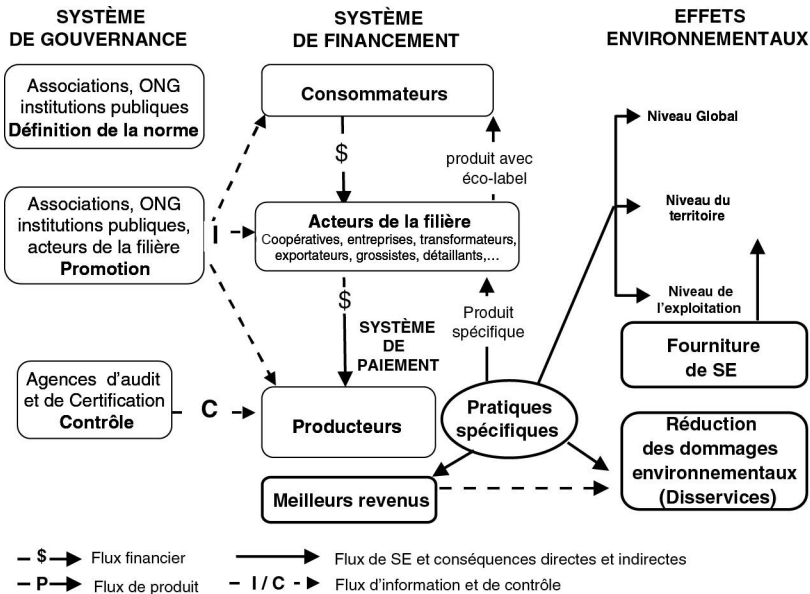 SYSTÈME
DE GOUVERNANCE
SYSTÈME
DE FINANCEMENT
EFFETS
ENVIRONNEMENTAUX
Associations, ONG
institutions publiques
Définition de la norme
Consommateurs
Niveau Global
$
produit avec
éco-label
Associations, ONG
institutions publiques,
acteurs de la filière
Promotion
I
Acteurs de la filière
Coopératives, entreprises, transformateurs,
exportateurs, grossistes, détaillants,...
Niveau du
territoire
$
Produit
spécifique
Niveau de
l'exploitation
SYSTÈME
DE
PAIEMENT
Fourniture
de SE
Agences d'audit
et de Certification
Contrôle
C
Producteurs
Pratiques
spécifiques
Réduction
des dommages
environnementaux
(Disservices)
Meilleurs revenus
$ Flux financier
Flux de SE et conséquences directes et indirectes
P Flux de produit
I / C Flux d'information et de contrôle